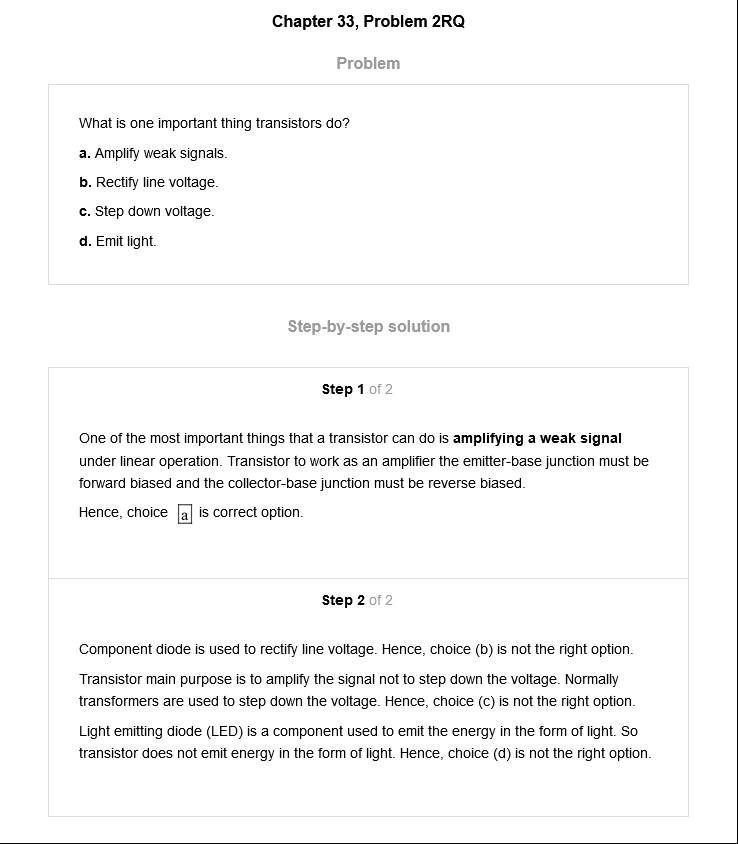 Chapter 33, Problem 2RQ
Problem
What is one important thing transistors do?
a. Amplify weak signals.
b. Rectify line voltage.
c. Step down voltage.
d. Emit light.
Step-by-step solution
Step 1 of 2
One of the most important things that a transistor can do is amplifying a weak signal
under linear operation. Transistor to work as an amplifier the emitter-base junction must be
forward biased and the collector-base junction must be reverse biased.
Hence, choice a is correct option.
Step 2 of 2
Component diode is used to rectify line voltage. Hence, choice (b) is not the right option.
Transistor main purpose is to amplify the signal not to step down the voltage. Normally
transformers are used to step down the voltage. Hence, choice (c) is not the right option.
Light emitting diode (LED) is a component used to emit the energy in the form of light. So
transistor does not emit energy in the form of light. Hence, choice (d) is not the right option.